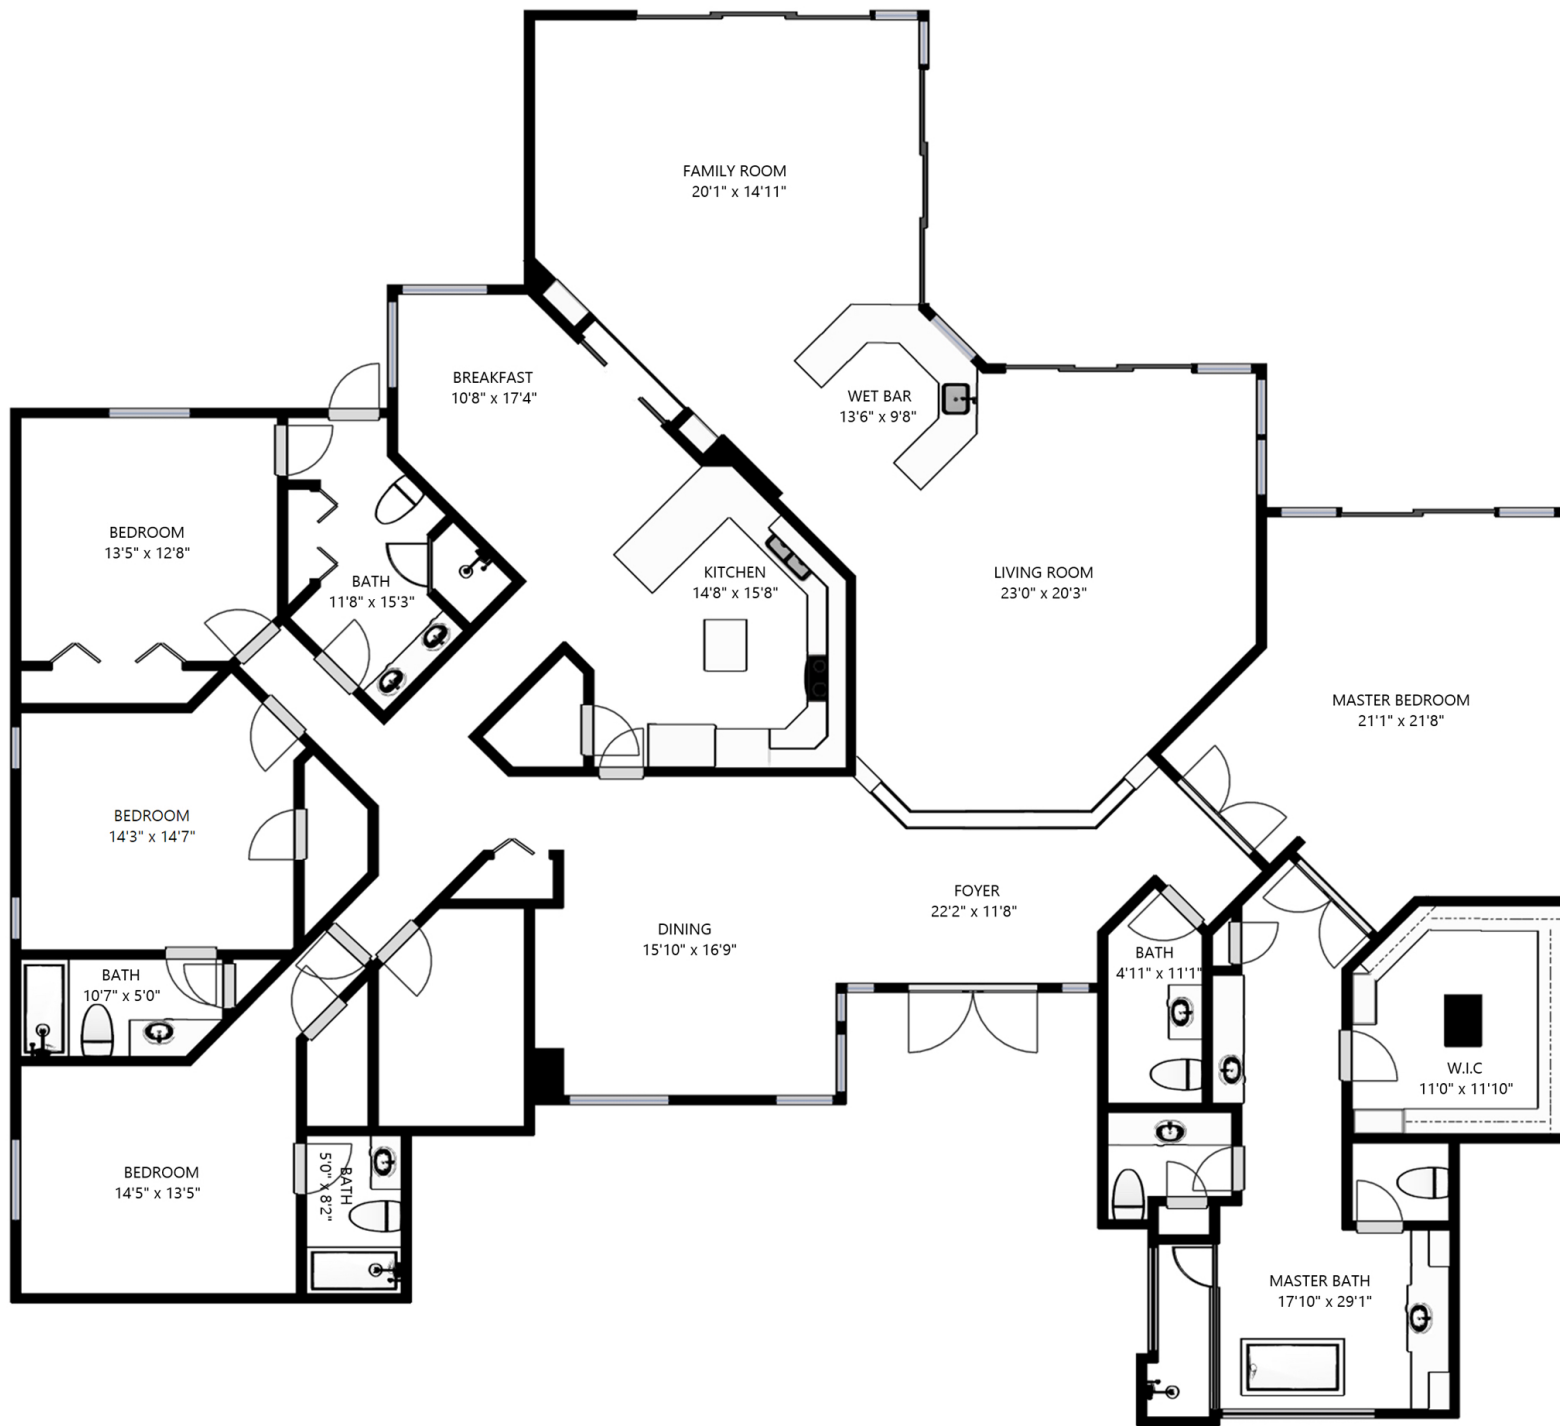 FAMILY ROOM
20'1" x 14'11"
BREAKFAST
10'8" x 17'4"
WET BAR
13'6" x 9'8"
BEDROOM
13'5" x 12'8"
BATH
11'8" x 15'3"
KITCHEN
14'8" x 15'8"
LIVING ROOM
23'0" x 20'3"
MASTER BEDROOM
21'1" x 21'8"
BEDROOM
14'3" x 14'7"
FOYER
22'2" x 11'8"
DINING
15'10" x 16'9"
BATH
4'11" x 11'1"
BATH
10'7" x 5'0"
W.I.C
11'0" x 11'10"
BEDROOM
14'5" x 13'5"
BATH
5'0" x 8'2"
MASTER BATH
17'10" x 29'1"